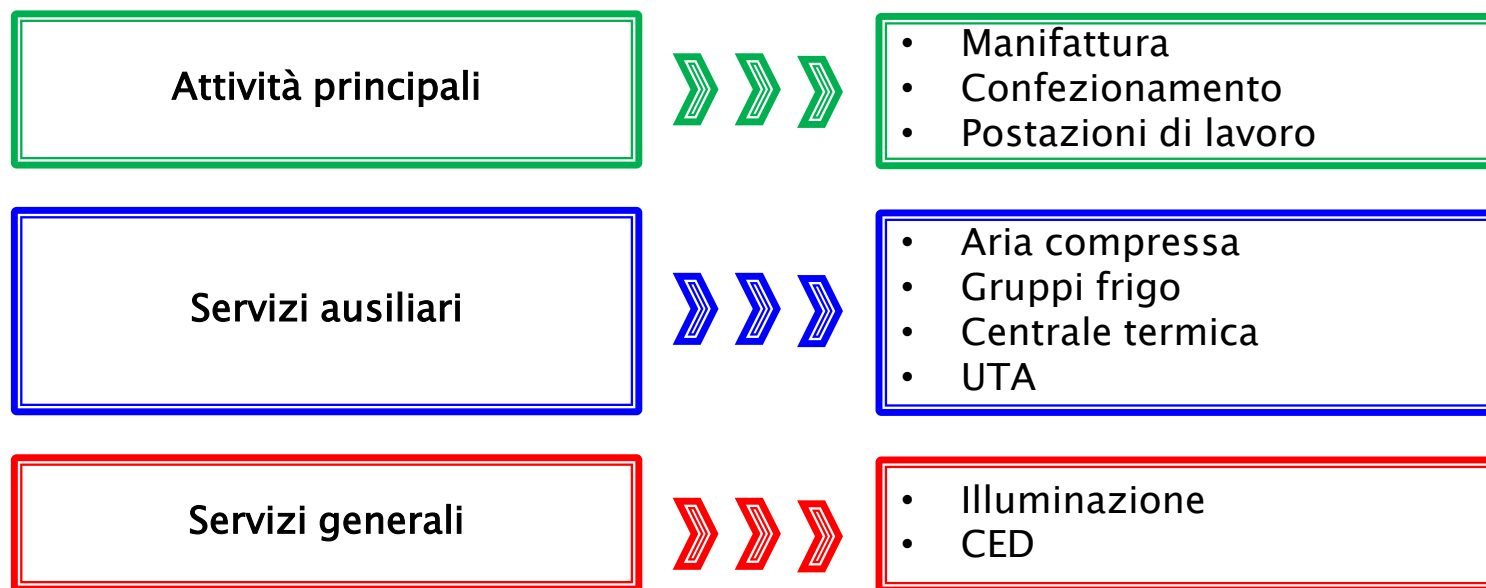 Attività principali
• Manifattura
• Confezionamento
• Postazioni di lavoro
Servizi ausiliari
• Aria compressa
• Gruppi frigo
• Centrale termica
• UTA
Servizi generali
• Illuminazione
• CED